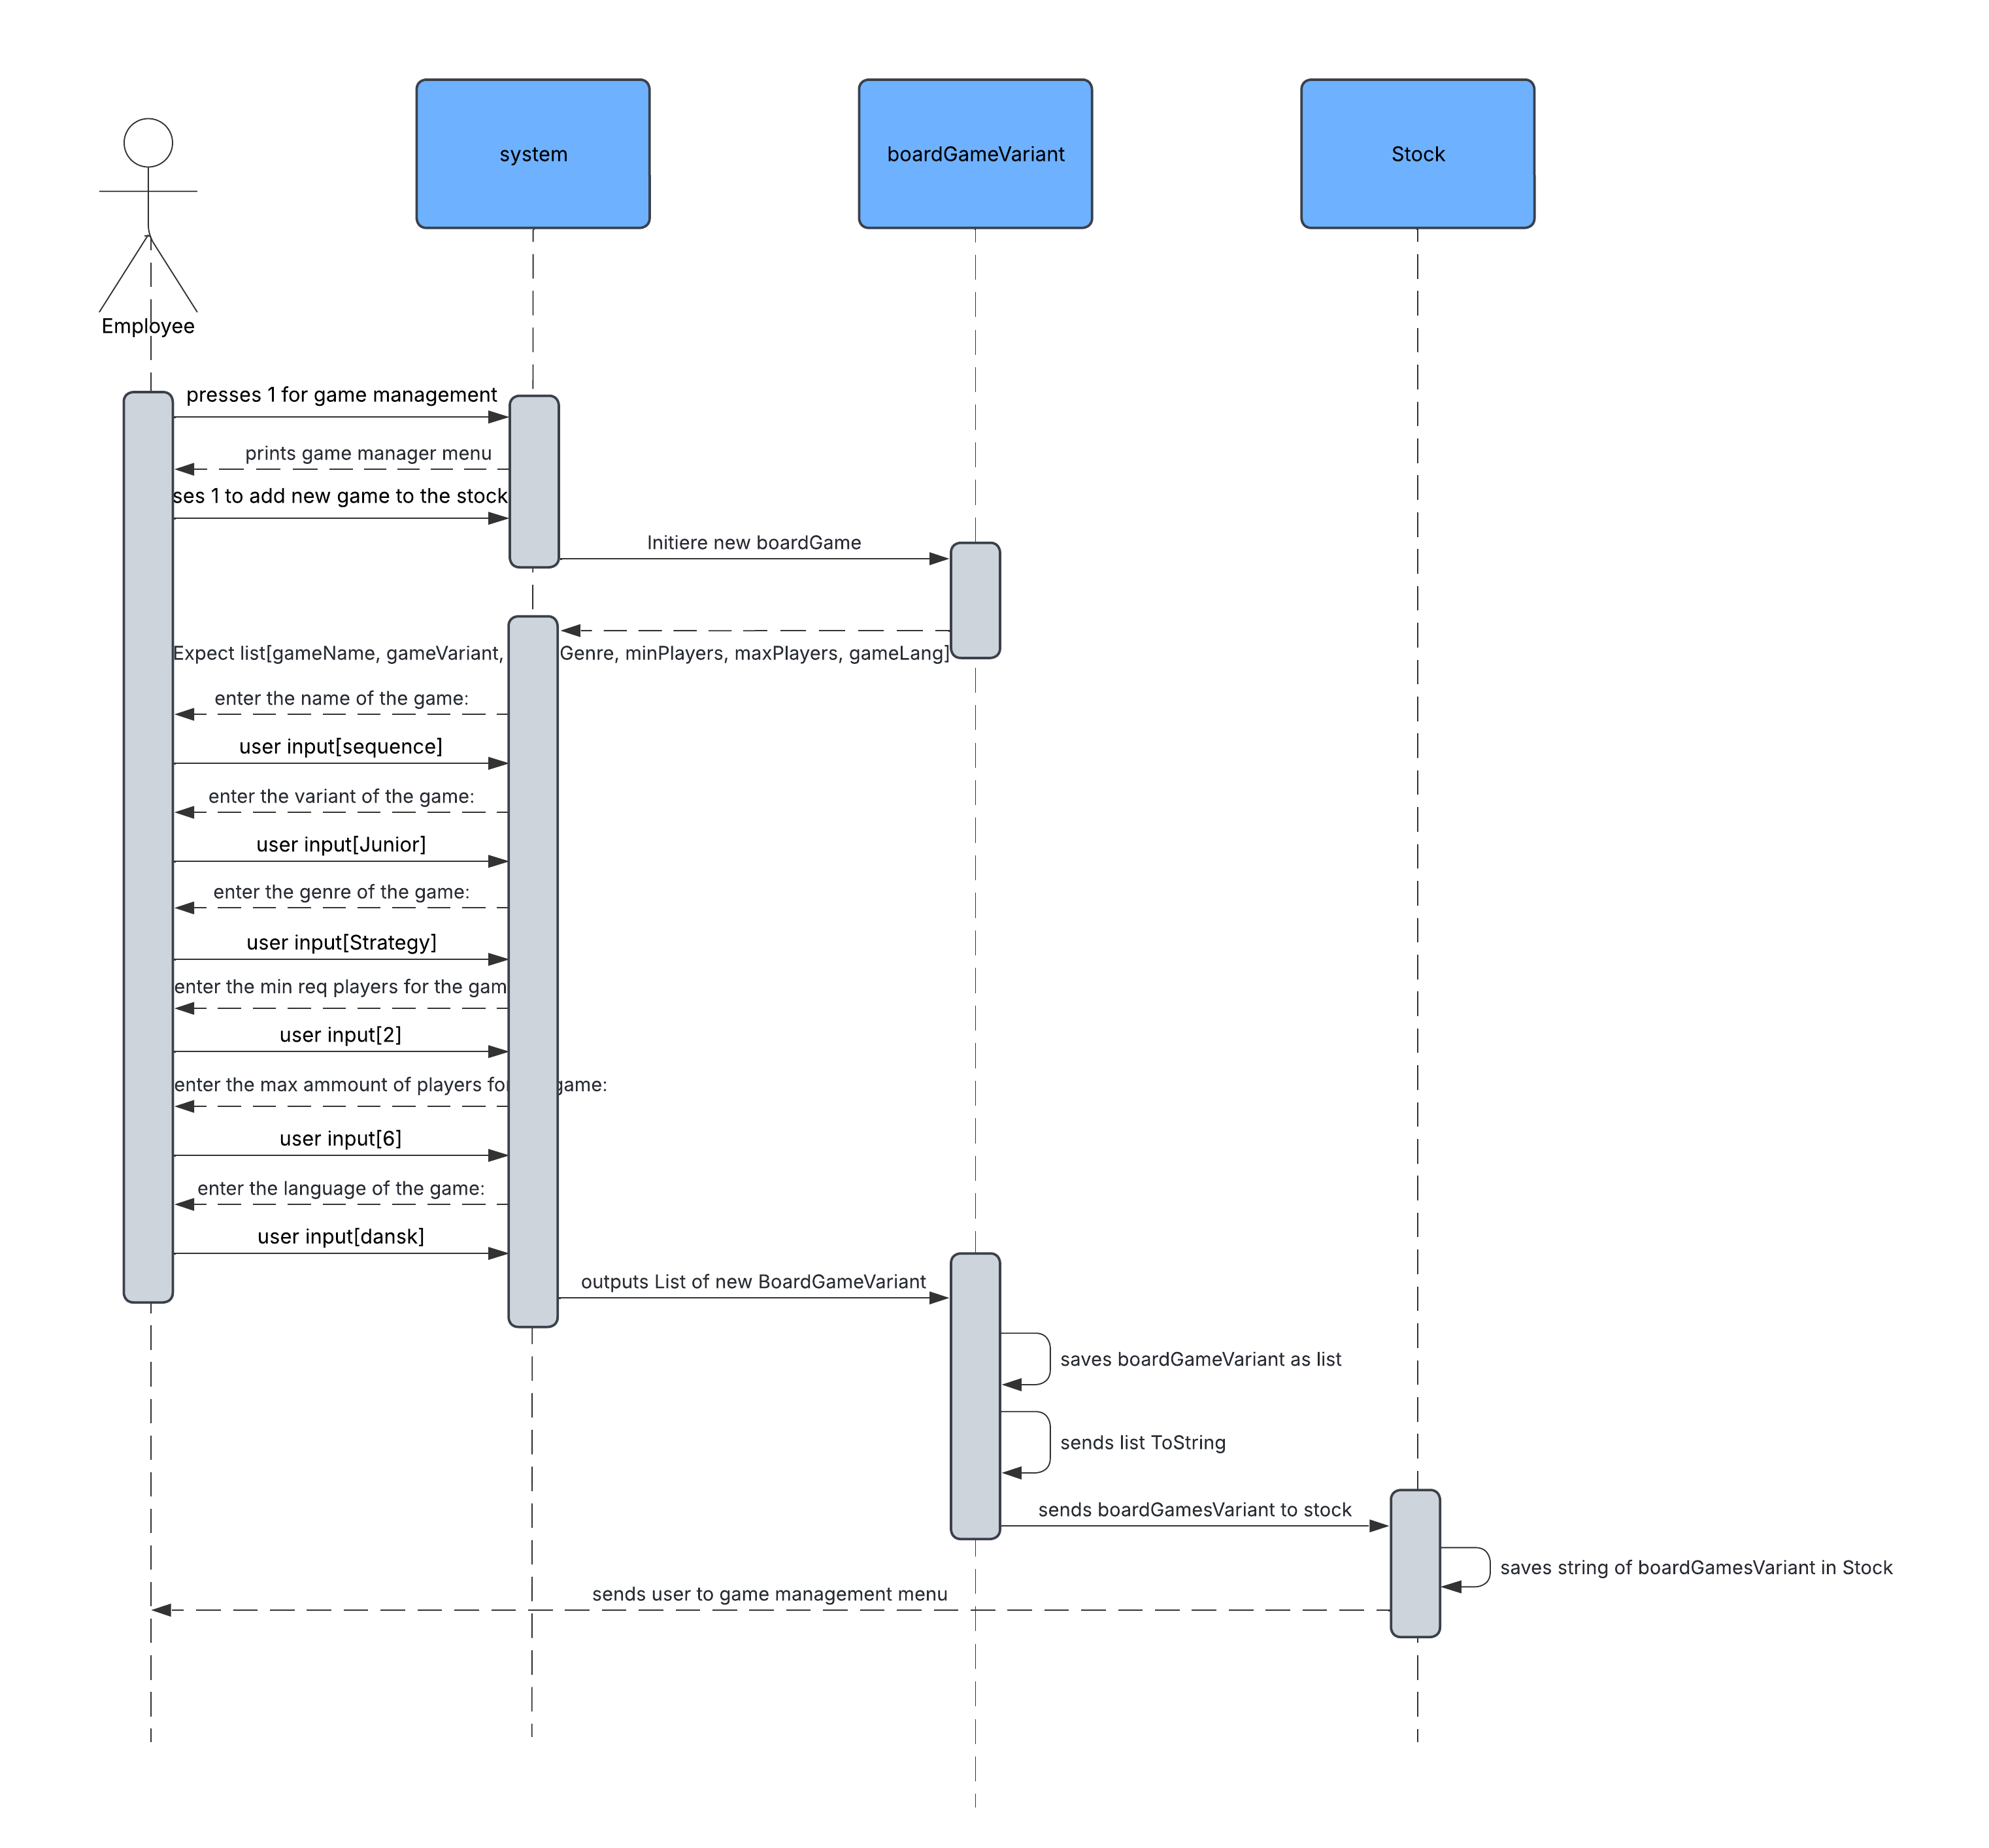 system
boardGameVariant
Stock
Employee
presses 1 for game management
prints game manager menu
ses 1 to add new game to the stock
Initiere new boardGame
Expect list[gameName, gameVariant, Genre, minPlayers, maxPlayers, gameLang]
enter the name of the game:
user input[sequence]
enter the variant of the game:
user input[Junior]
enter the genre of the game:
user input[Strategy]
enter the min req players for the gam
user input[2]
enter the max ammount of players fo game:
user input[6]
enter the language of the game:
user input[dansk]
outputs List of new BoardGameVariant
saves boardGameVariant as list
sends list ToString
sends boardGamesVariant to stock
saves string of boardGamesVariant in Stock
sends user to game management menu